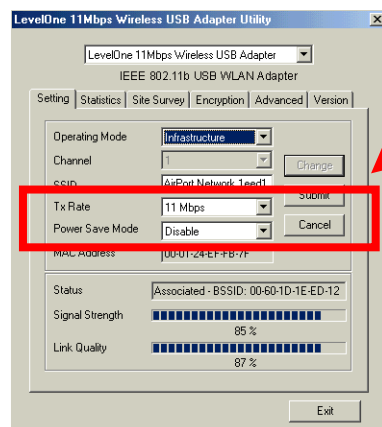 LevelOne 11Mbps Wireless USB Adapter Utility
LevelOne 11Mbps Wireless USB Adapter
IEEE 802.11b USB WLAN Adapter
Setting Statistics Site Survey Encryption Advanced Version
Operating Mode Infrastructure
Channel 1 Change
SSID AirPort Network 1eed1
Submit
Tx Rate 11 Mbps
Power Save Mode Disable Cancel
MAC Address 00-01-24-EF-FB-7F
Status Associated - BSSID: 00-60-1D-1E-ED-12
Signal Strength
85 %
Link Quality
87 %
Exit